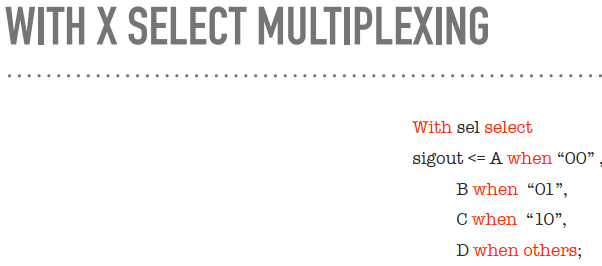 WITH X SELECT MULTIPLEXING
With sel select
sigout <= A when “00” ,
B when “01”,
C when “10”,
D when others;